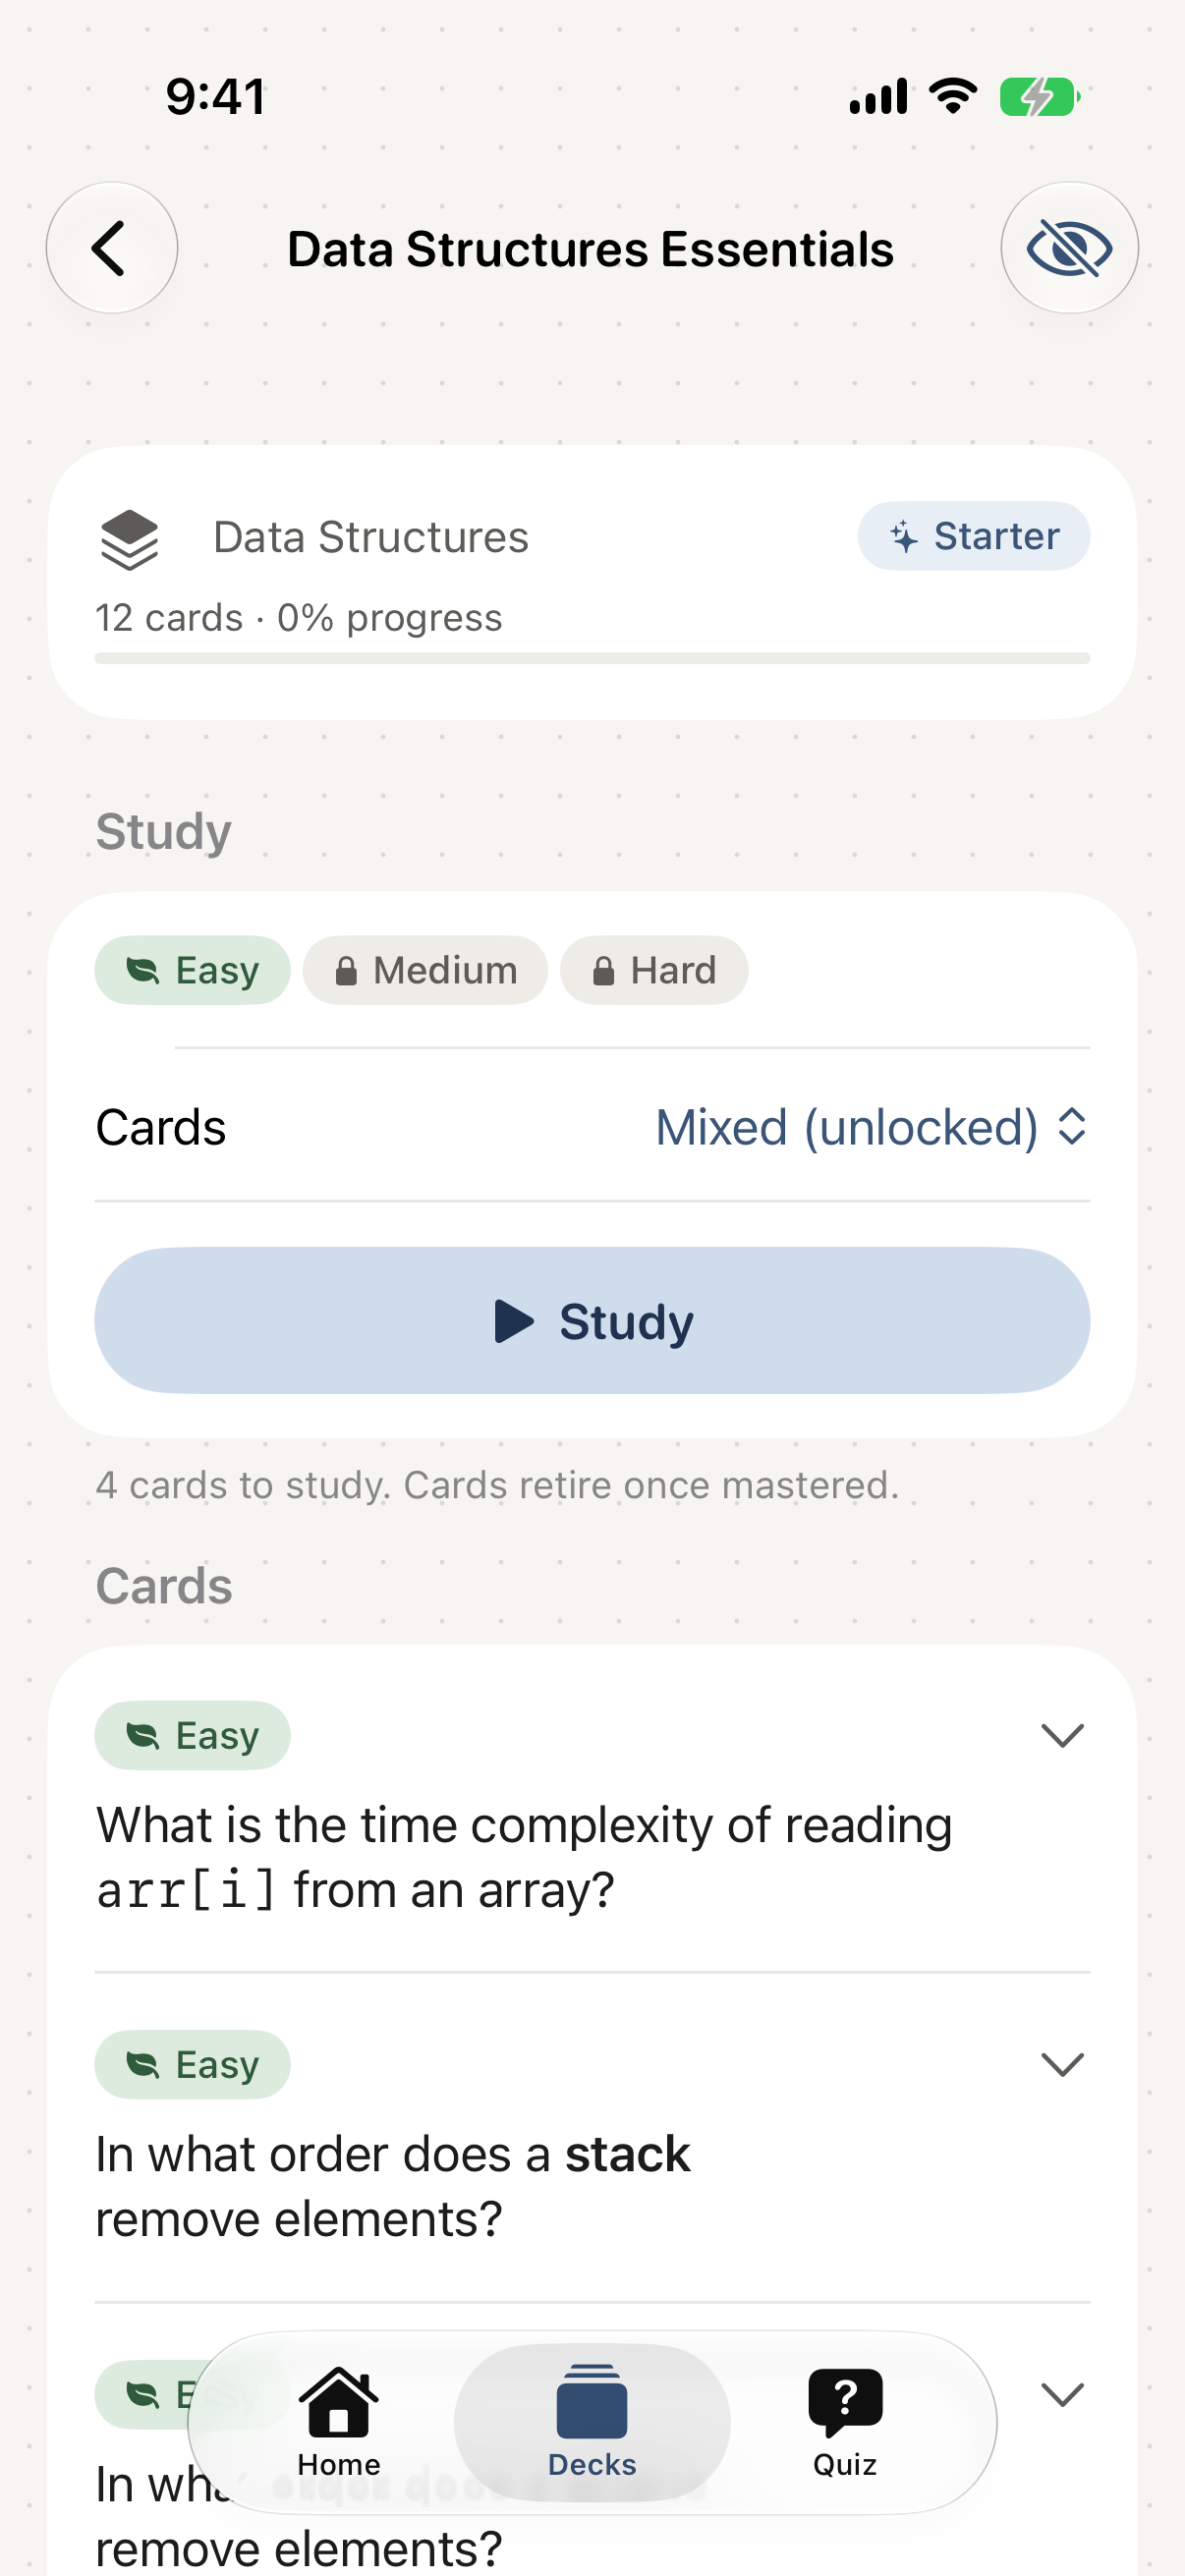 9:41
Data Structures Essentials
Data Structures
Starter
12 cards · 0% progress
Study
Easy
Medium
Hard
Cards
Mixed (unlocked)
Study
4 cards to study. Cards retire once mastered.
Cards
Easy
What is the time complexity of reading
arr[i] from an array?
Easy
In what order does a stack
remove elements?
In
remove elements?
Home
Decks
Quiz